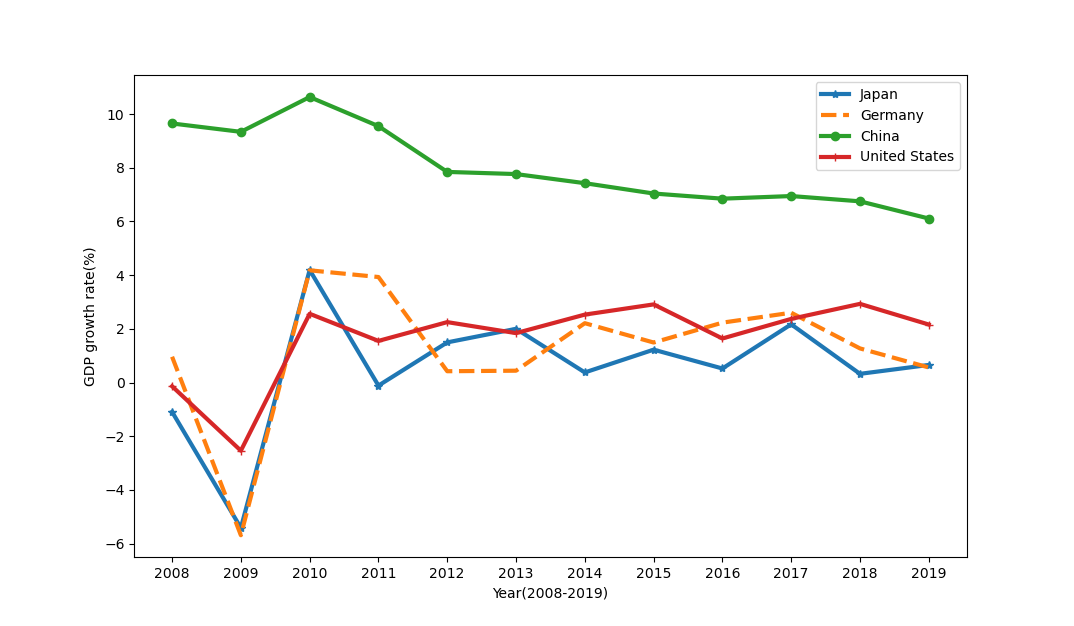 Japan
Germany
China
United States
10
8
6
4
2
0
−2
−4
−6
GDP growth rate(%)
2008 2009 2010 2011 2012 2013 2014 2015 2016 2017 2018 2019
Year(2008-2019)